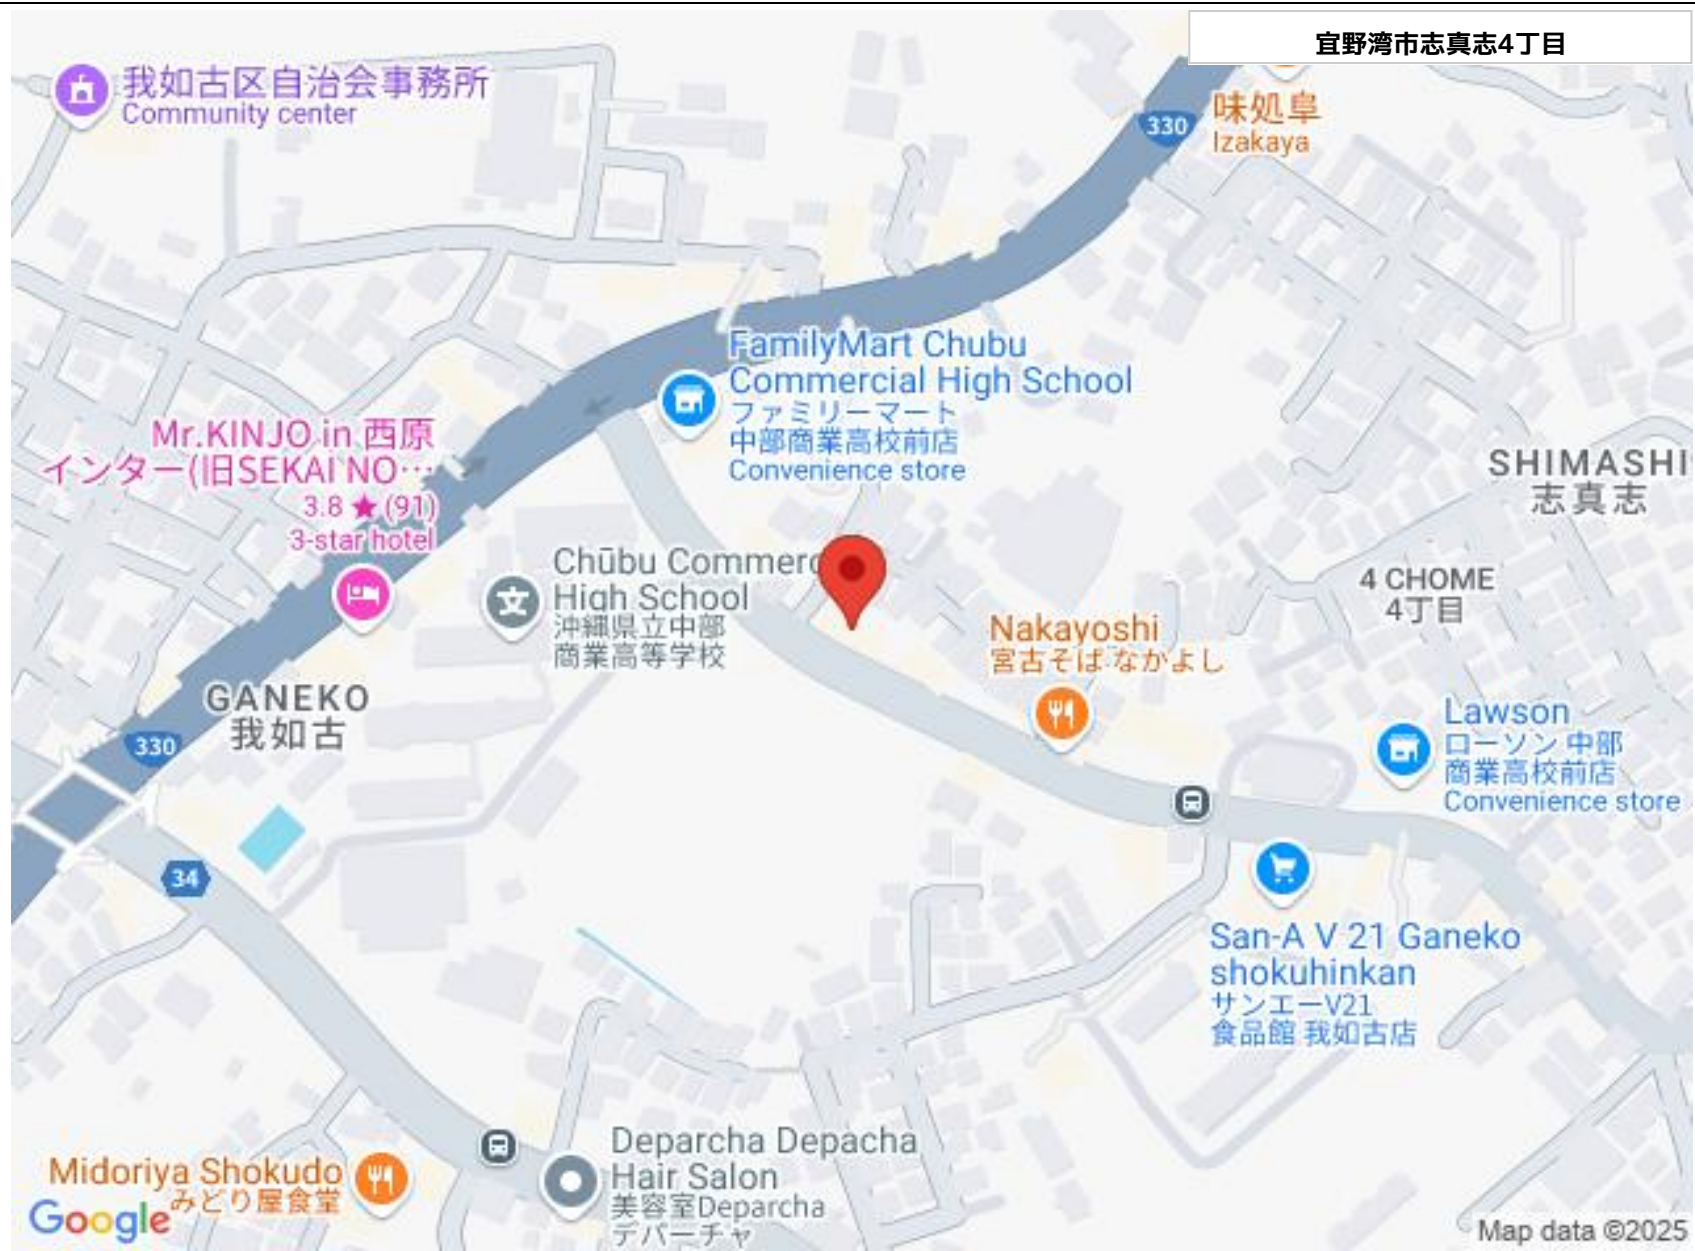 宜野湾市志真志4丁目
我如古区自治会事務所
Community center
330
味処阜
Izakaya
FamilyMart Chubu
Commercial High School
ファミリーマート
中部商業高校前店
Convenience store
Mr.KINJO in 西原
インター(旧SEKAI NO…
3.8 ★ (91)
3-star hotel
SHIMASHI
志真志
Chūbu Commerc
High School
沖縄県立中部
商業高等学校
4 CHOME
4丁目
Nakayoshi
宮古そば なかよし
GANEKO
我如古
330
Lawson
ローソン 中部
商業高校前店
Convenience store
34
San-A V 21 Ganeko
shokuhinkan
サンエーV21
食品館 我如古店
Deparcha Depacha
Hair Salon
美容室Deparcha
デパーチャ
Midoriya Shokudo
みどり屋食堂
Google
Map data ©2025
文